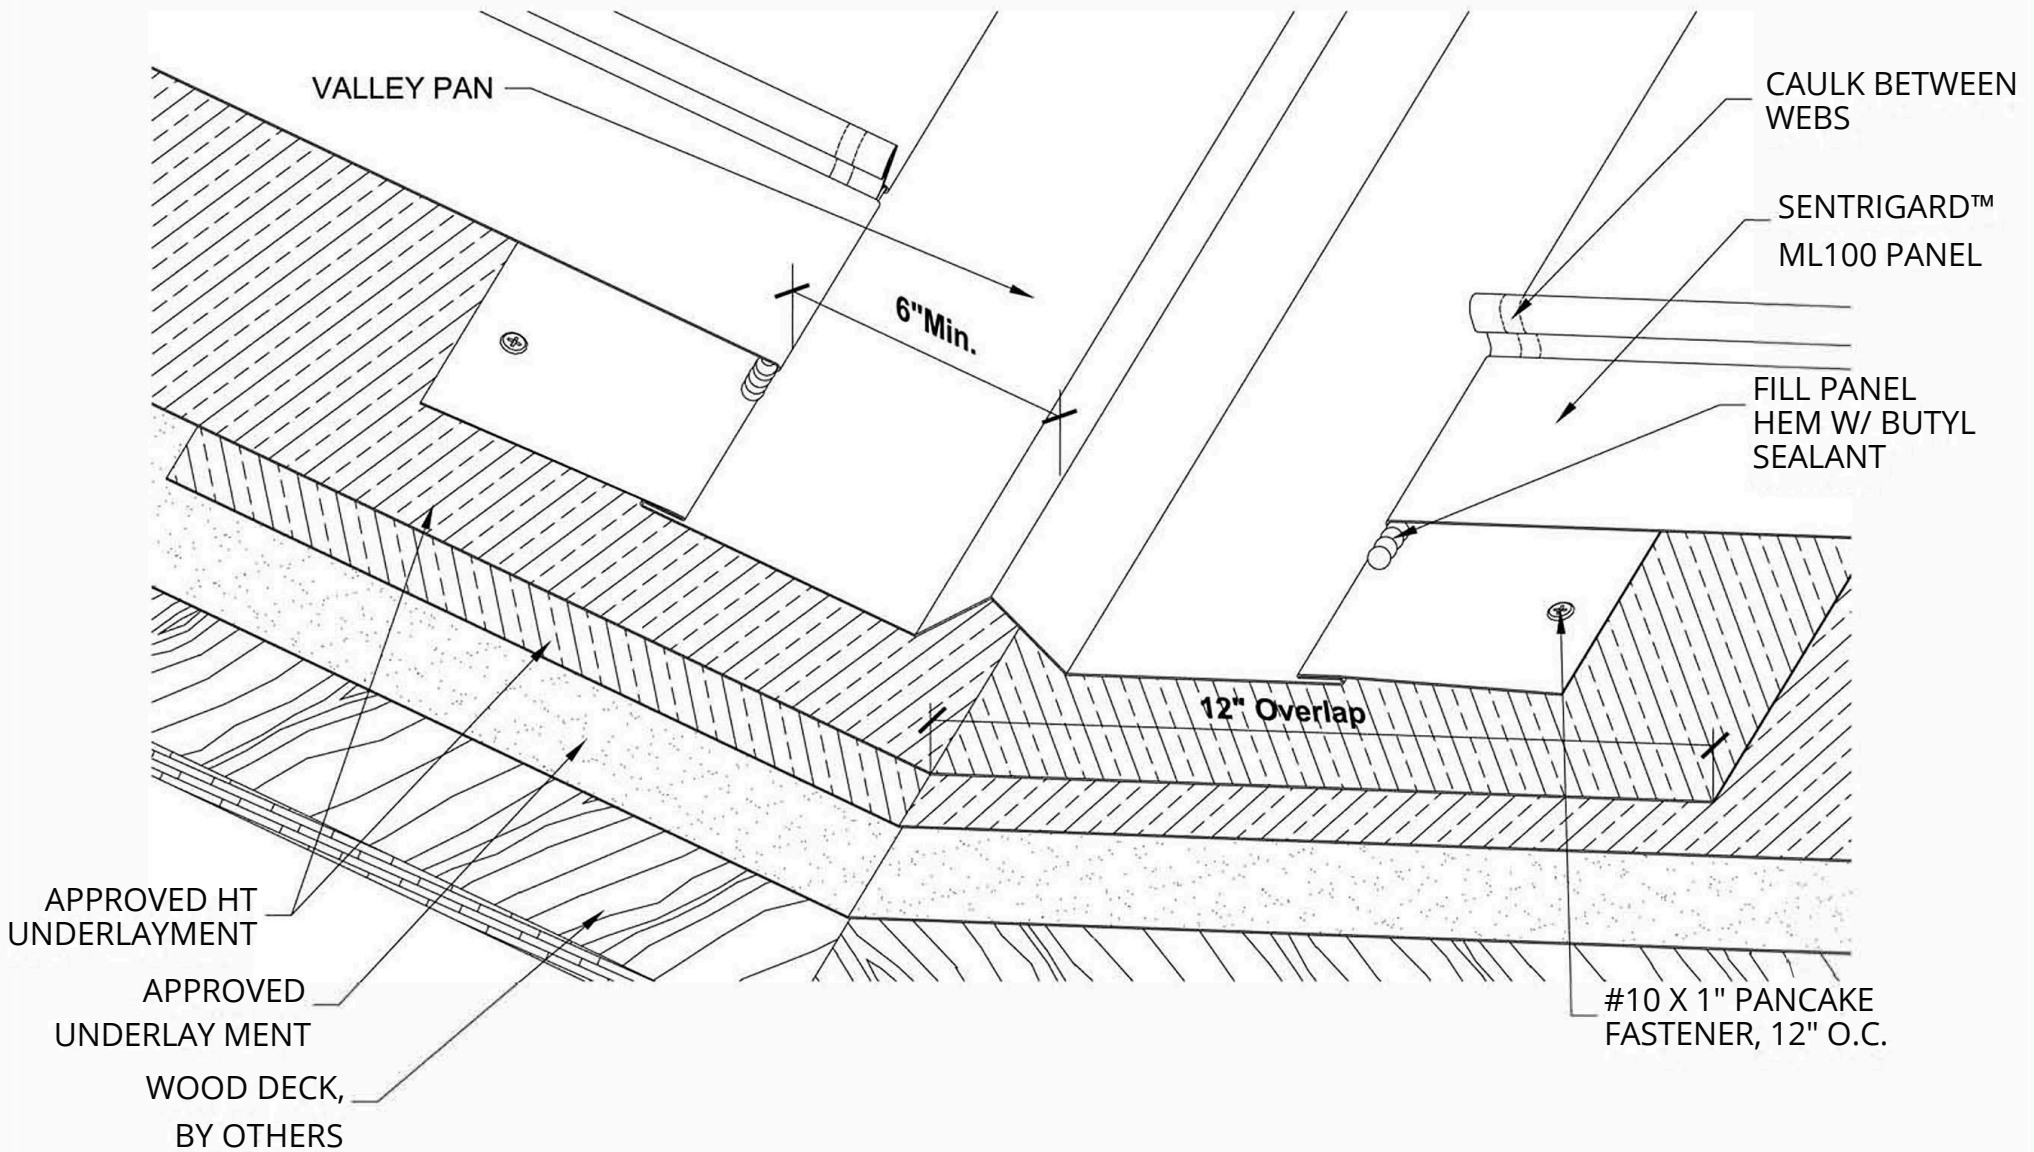 VALLEY PAN
CAULK BETWEEN
WEBS
SENTRIGARD™
ML100 PANEL
6"Min.
FILL PANEL
HEM W/ BUTYL
SEALANT
12" Overlap
APPROVED HT
UNDERLAYMENT
APPROVED
UNDERLAY MENT
WOOD DECK,
BY OTHERS
#10 X 1" PANCAKE
FASTENER, 12" O.C.